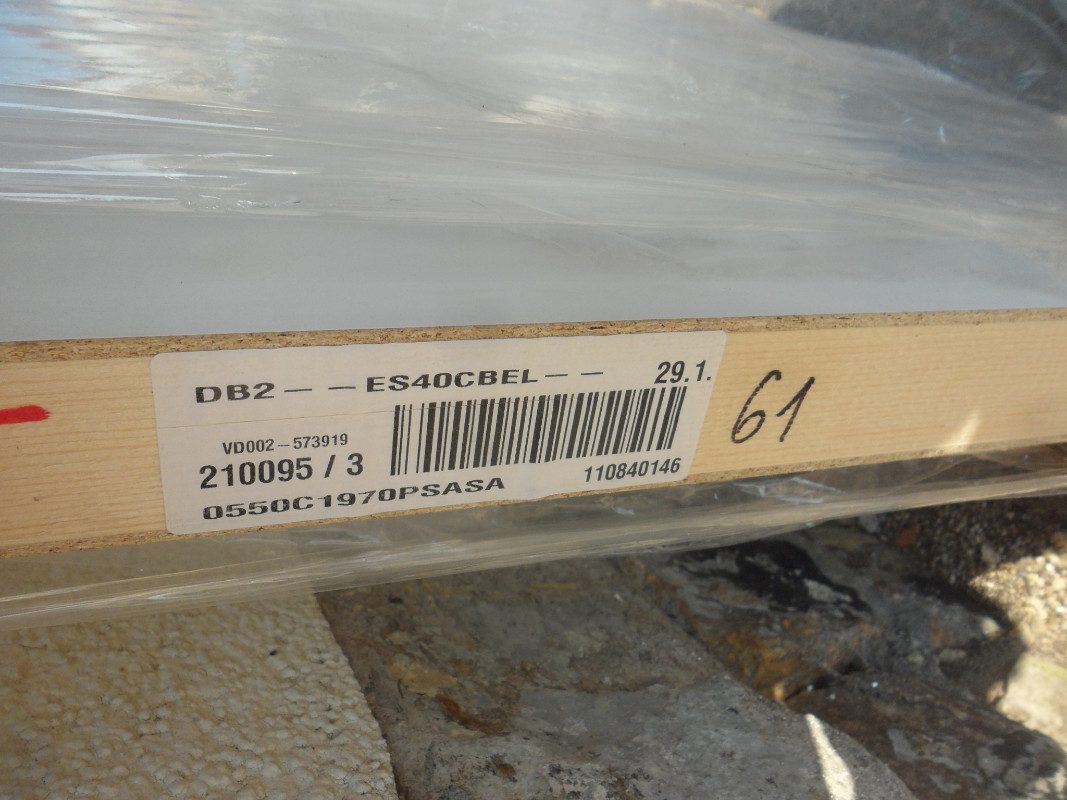 DB2 - - ES40CBEL - - 29.1.
VD002-573919
210095 / 3
110840146
0550C1970PSASA
61